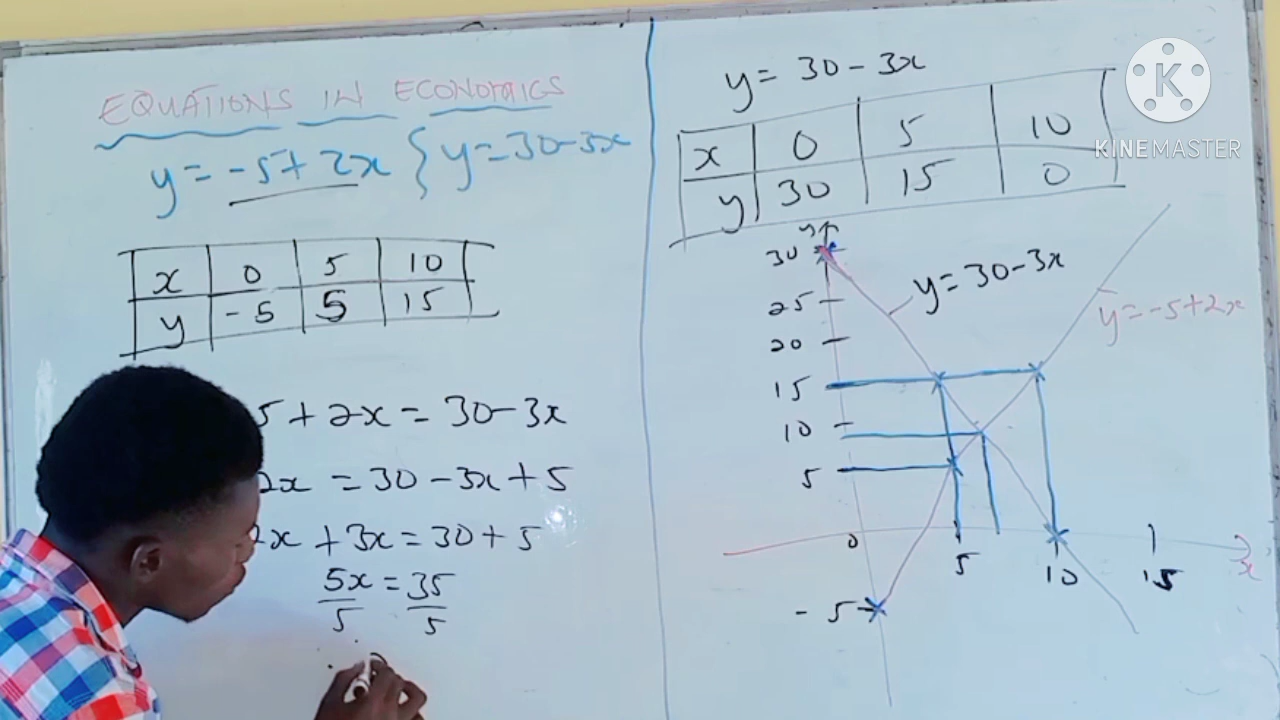 EQUATIONS IN ECONOMICS
y = -5 + 2x { y = 30 - 3x
x 0 5 10
y -5 5 15
5 + 2x = 30 - 3x
2x = 30 - 3x + 5
2x + 3x = 30 + 5
5x = 35
5 5
y = 30 - 3x
x 0 5 10
y 30 15 0
K
KINEMASTER
y
30
25
20
15
10
5
0
-5
5 10 15
x
y = 30 - 3x
y = -5 + 2x